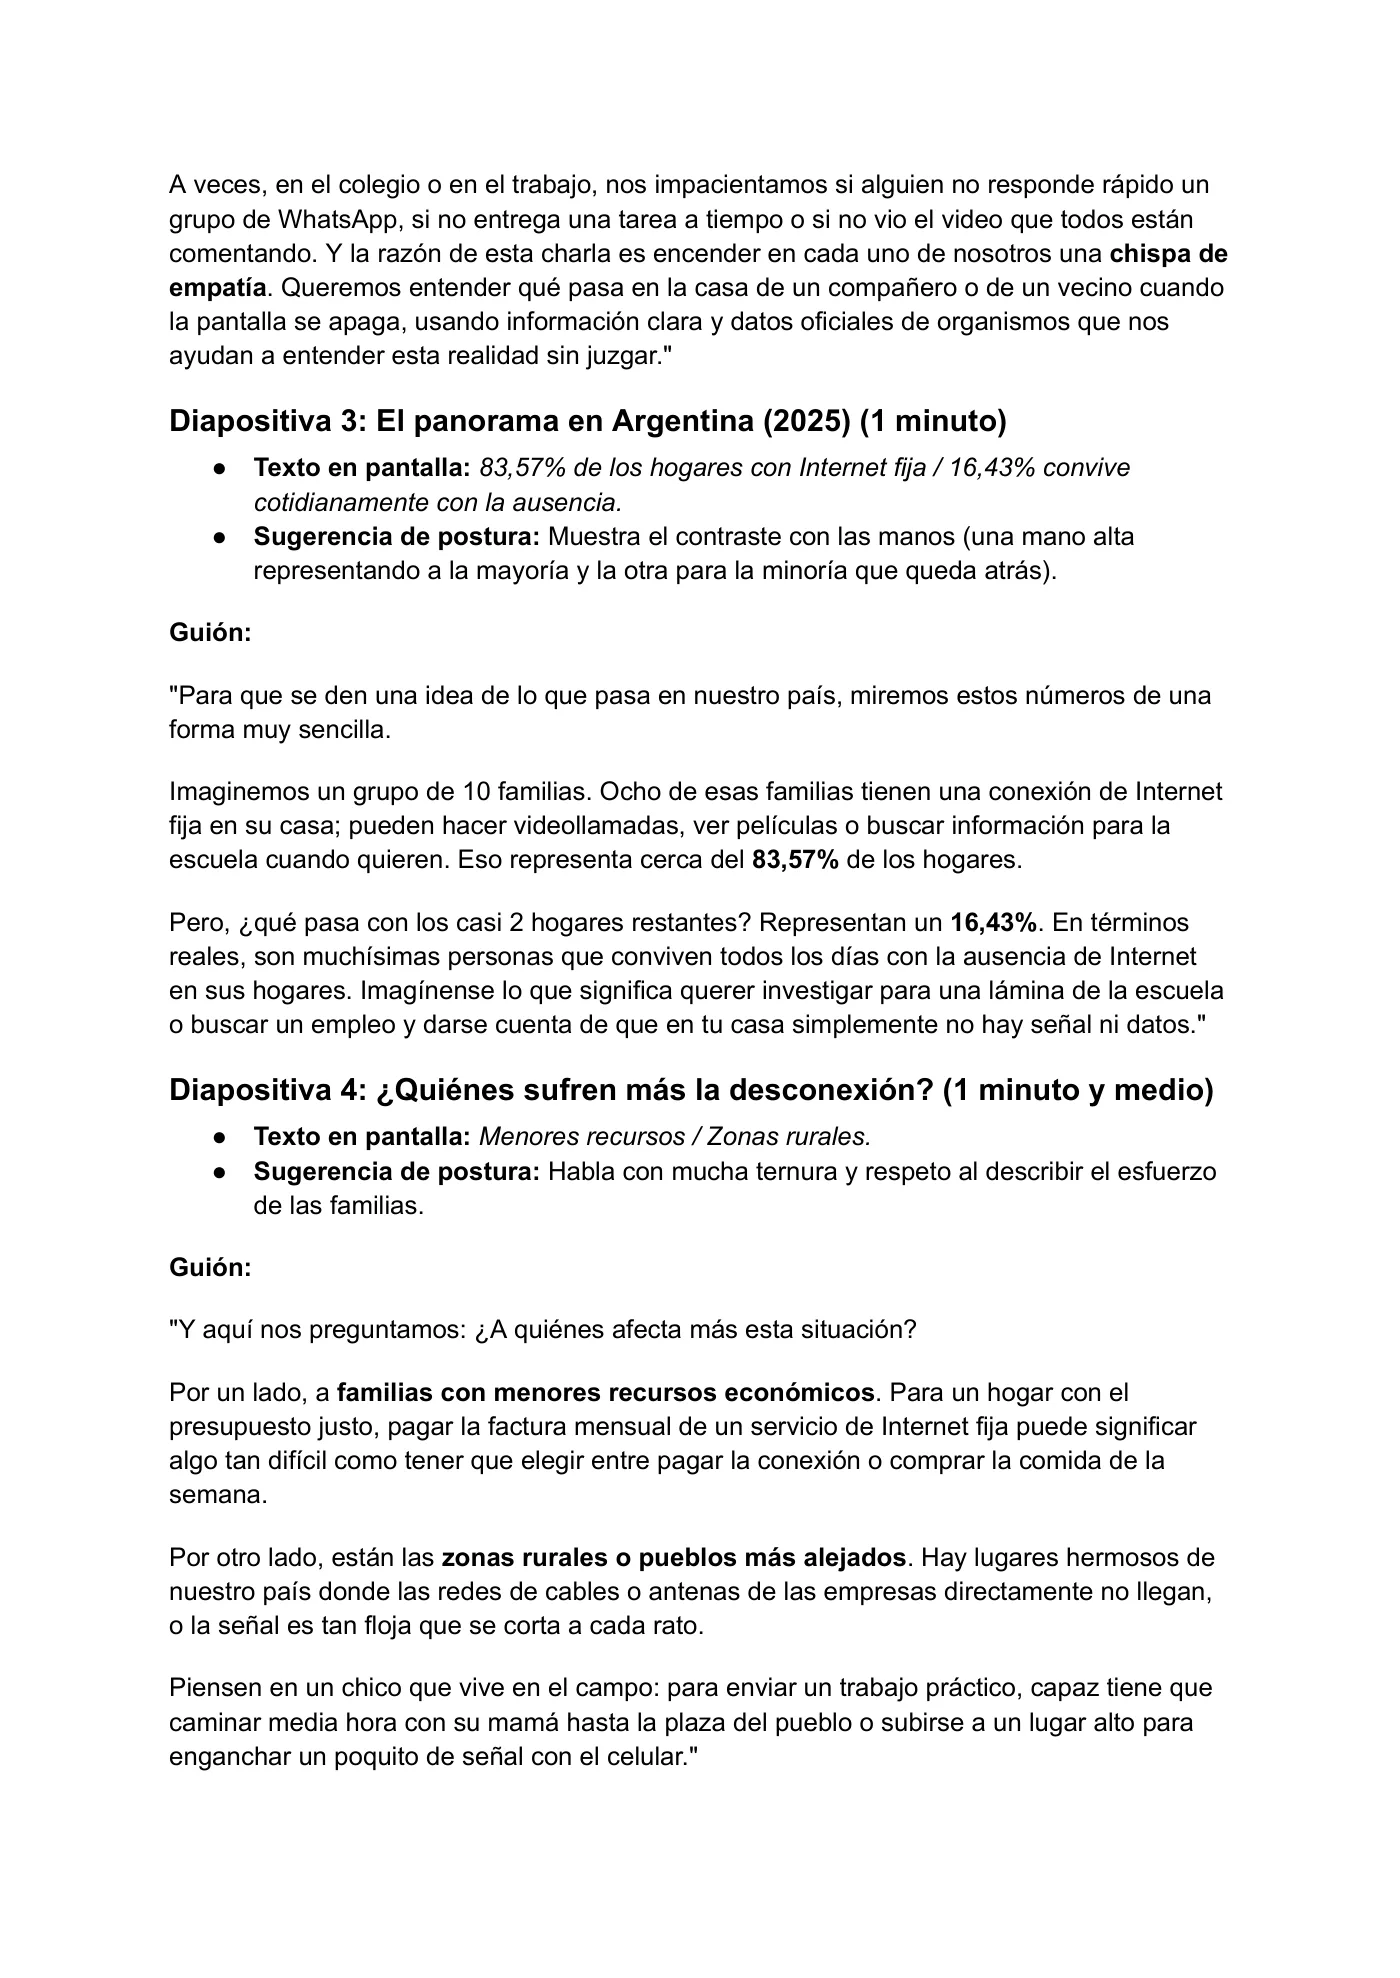 A veces, en el colegio o en el trabajo, nos impacientamos si alguien no responde rápido un
grupo de WhatsApp, si no entrega una tarea a tiempo o si no vio el video que todos están
comentando. Y la razón de esta charla es encender en cada uno de nosotros una chispa de
empatía. Queremos entender qué pasa en la casa de un compañero o de un vecino cuando
la pantalla se apaga, usando información clara y datos oficiales de organismos que nos
ayudan a entender esta realidad sin juzgar."
Diapositiva 3: El panorama en Argentina (2025) (1 minuto)
● Texto en pantalla: 83,57% de los hogares con Internet fija / 16,43% convive
cotidianamente con la ausencia.
● Sugerencia de postura: Muestra el contraste con las manos (una mano alta
representando a la mayoría y la otra para la minoría que queda atrás).
Guión:
"Para que se den una idea de lo que pasa en nuestro país, miremos estos números de una
forma muy sencilla.
Imaginemos un grupo de 10 familias. Ocho de esas familias tienen una conexión de Internet
fija en su casa; pueden hacer videollamadas, ver películas o buscar información para la
escuela cuando quieren. Eso representa cerca del 83,57% de los hogares.
Pero, ¿qué pasa con los casi 2 hogares restantes? Representan un 16,43%. En términos
reales, son muchísimas personas que conviven todos los días con la ausencia de Internet
en sus hogares. Imagínense lo que significa querer investigar para una lámina de la escuela
o buscar un empleo y darse cuenta de que en tu casa simplemente no hay señal ni datos."
Diapositiva 4: ¿Quiénes sufren más la desconexión? (1 minuto y medio)
● Texto en pantalla: Menores recursos / Zonas rurales.
● Sugerencia de postura: Habla con mucha ternura y respeto al describir el esfuerzo
de las familias.
Guión:
"Y aquí nos preguntamos: ¿A quiénes afecta más esta situación?
Por un lado, a familias con menores recursos económicos. Para un hogar con el
presupuesto justo, pagar la factura mensual de un servicio de Internet fija puede significar
algo tan difícil como tener que elegir entre pagar la conexión o comprar la comida de la
semana.
Por otro lado, están las zonas rurales o pueblos más alejados. Hay lugares hermosos de
nuestro país donde las redes de cables o antenas de las empresas directamente no llegan,
o la señal es tan floja que se corta a cada rato.
Piensen en un chico que vive en el campo: para enviar un trabajo práctico, capaz tiene que
caminar media hora con su mamá hasta la plaza del pueblo o subirse a un lugar alto para
enganchar un poquito de señal con el celular."